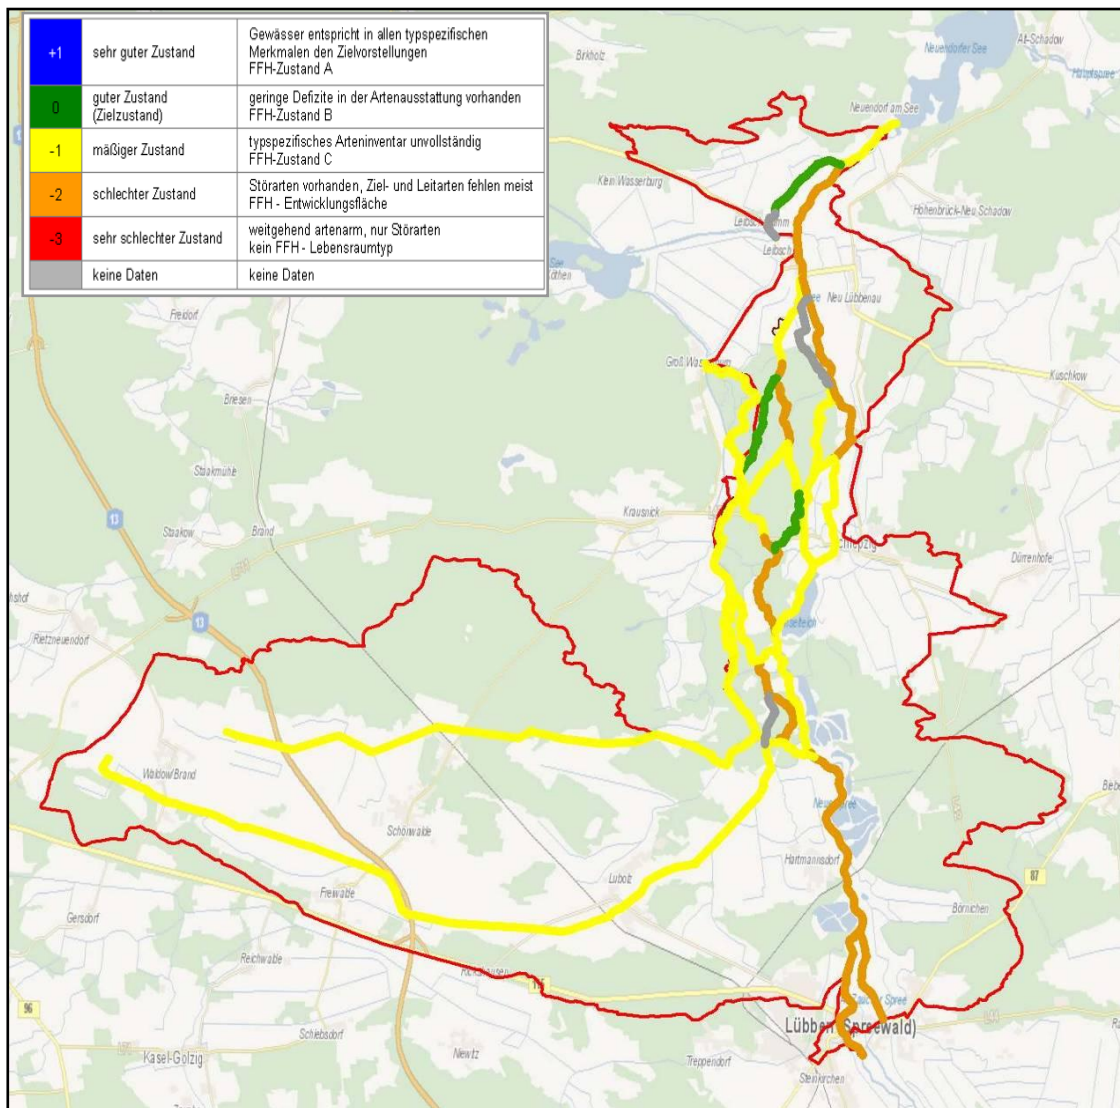 +1
sehr guter Zustand
Gewässer entspricht in allen typspezifischen
Merkmalen den Zielvorstellungen
FFH-Zustand A
0
guter Zustand
(Zielzustand)
geringe Defizite in der Artenausstattung vorhanden
FFH-Zustand B
-1
mäßiger Zustand
typspezifisches Arteninventar unvollständig
FFH-Zustand C
-2
schlechter Zustand
Störarten vorhanden, Ziel- und Leitarten fehlen meist
FFH - Entwicklungsfläche
-3
sehr schlechter Zustand
weitgehend artenarm, nur Störarten
kein FFH - Lebensraumtyp
keine Daten
keine Daten
Birkholz
Neuendorfer See
Alt-Schadow
Hauptspree
Neuendorf am See
Klein Wasserburg
Hohenbrück-Neu Schadow
Leibsch
Neu Lübbenau
Freidorf
Groß
Kuschkow
Briesen
Staakmühle
Krausnick
13
Staakow
Brand
Dürrenhofe
13
Rietzneuendorf
Waldow/Brand
Schönwalde
Hartmannsdorf
87
Lubolz
Freiwalde
Börnichen
Gersdorf
Reichwalde
96
Schiebsdorf
Kasel-Golzig
Niewitz
Treppendorf
Lübben (Spreewald)
Steinkirchen